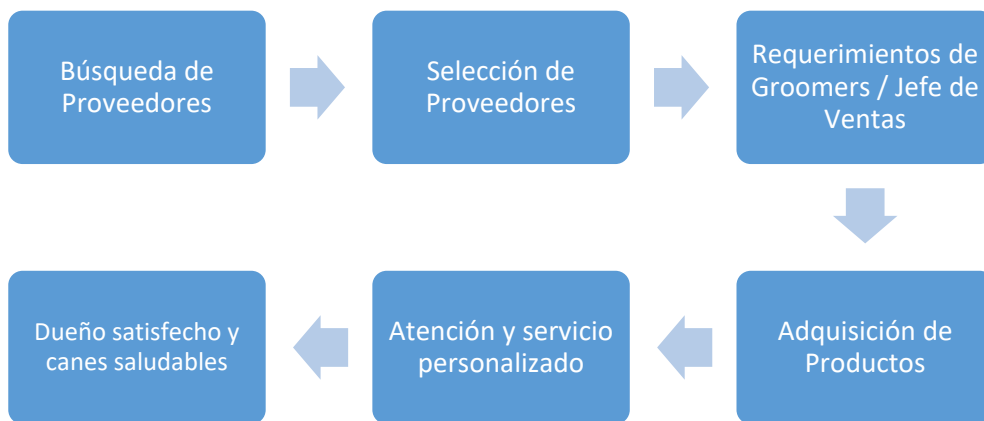 Búsqueda de
Proveedores
Selección de
Proveedores
Requerimientos de
Groomers / Jefe de
Ventas
Adquisición de
Productos
Atención y servicio
personalizado
Dueño satisfecho y
canes saludables